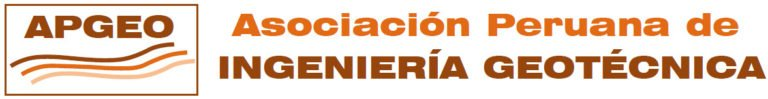 APGEO
Asociación Peruana de
INGENIERÍA GEOTÉCNICA